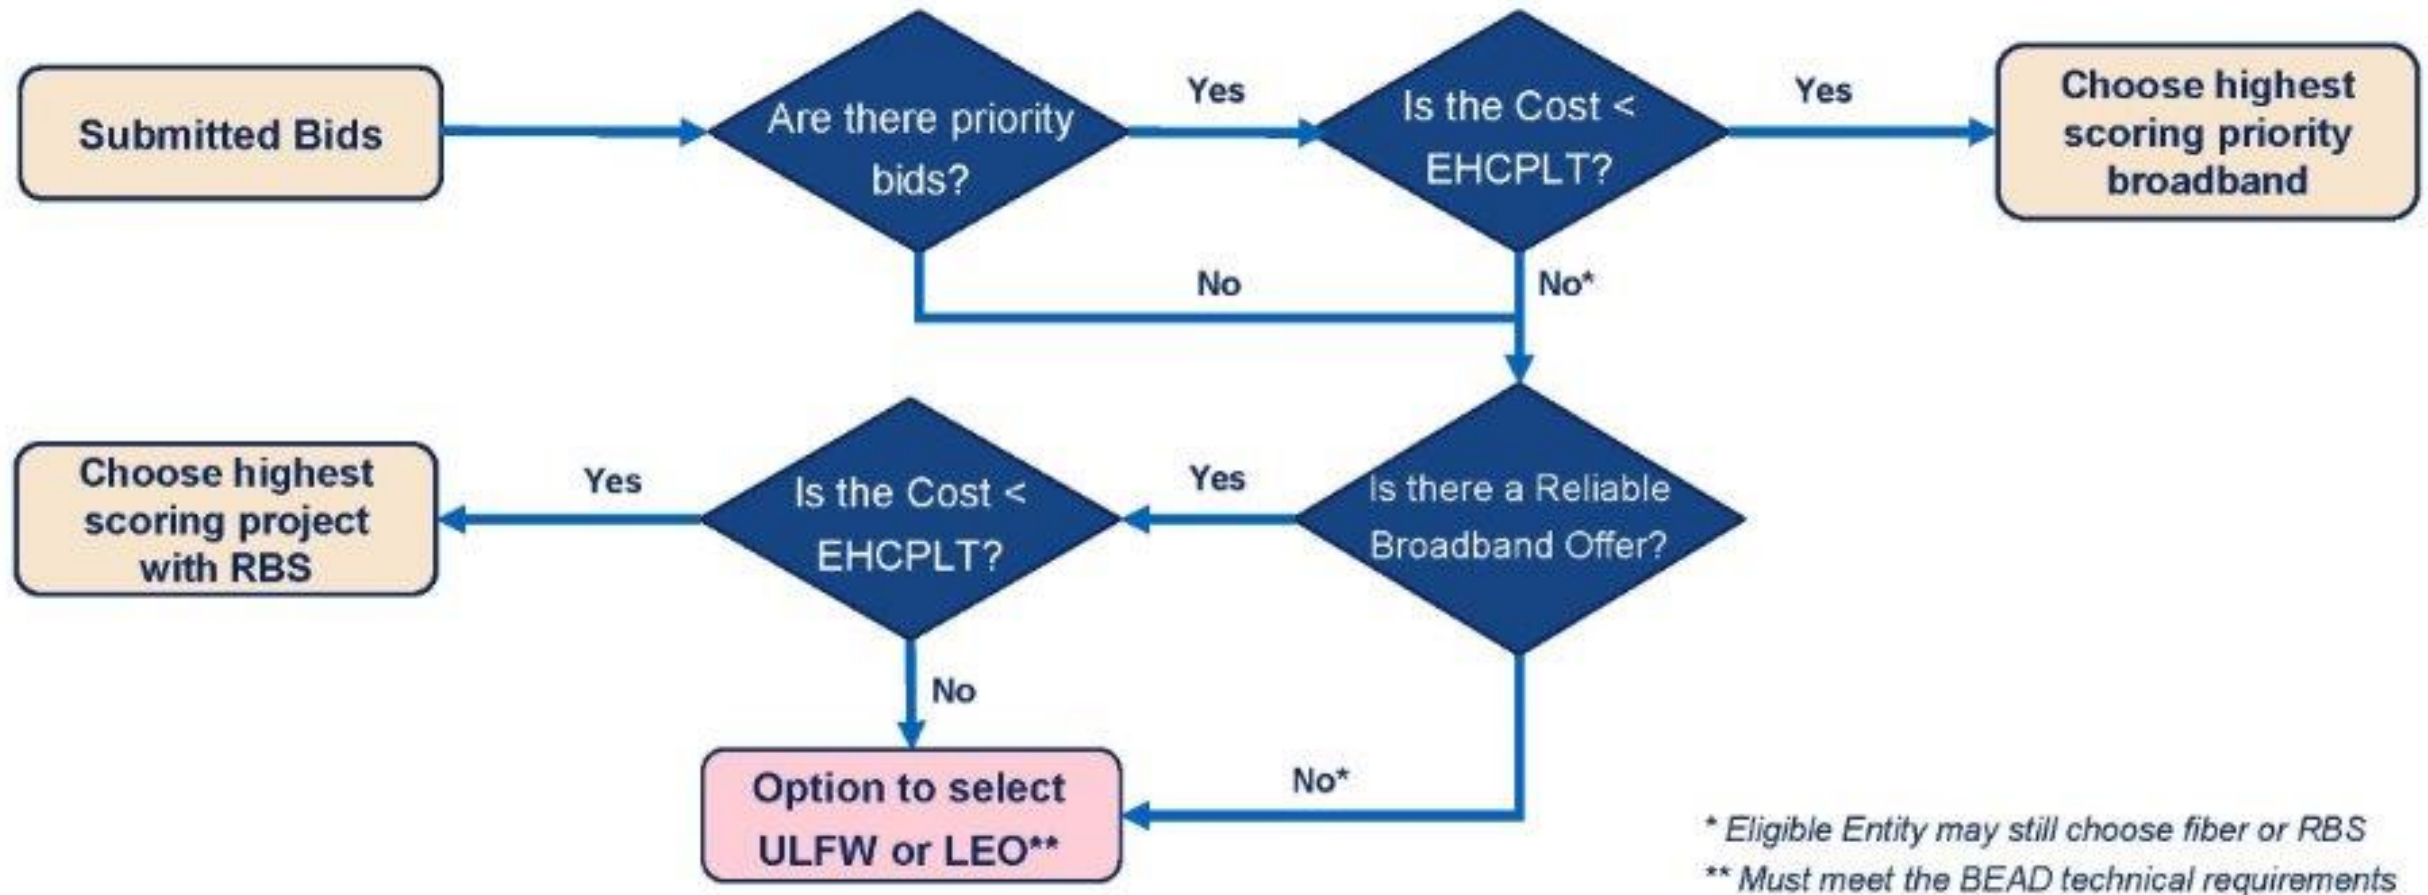 Submitted Bids
Are there priority
bids?
Yes
Is the Cost <
EHCPLT?
Yes
Choose highest
scoring priority
broadband
No
No*
Choose highest
scoring project
with RBS
Yes
Is the Cost <
EHCPLT?
Yes
Is there a Reliable
Broadband Offer?
No
Option to select
ULFW or LEO**
No*
* Eligible Entity may still choose fiber or RBS
** Must meet the BEAD technical requirements